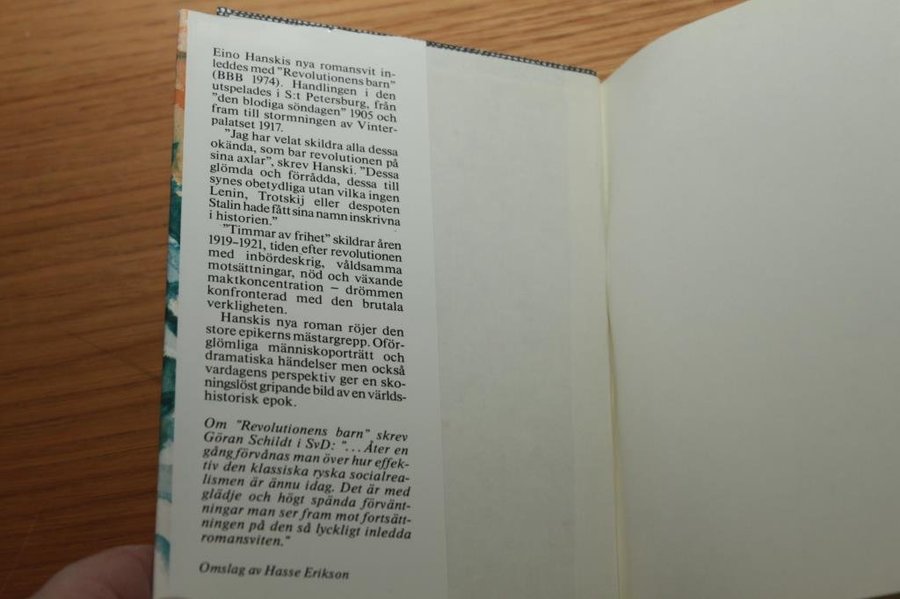 Eino Hanskis nya romansvit in-
leddes med "Revolutionens barn"
(BBB 1974). Handlingen i den
utspelades i S:t Petersburg, från
"den blodiga söndagen" 1905 och
fram till stormningen av Vinter-
palatset 1917.
"Jag har velat skildra alla dessa
okända, som bar revolutionen på
sina axlar", skrev Hanski. "Dessa
glömda och förrådda, dessa till
synes obetydliga utan vilka ingen
Lenin, Trotskij eller despoten
Stalin hade fått sina namn inskrivna
i historien."
"Timmar av frihet" skildrar åren
1919–1921, tiden efter revolutionen
med inbördeskrig, våldsamma
motsättningar, nöd och växande
maktkoncentration – drömmen
konfronterad med den brutala
verkligheten.
Hanskis nya roman röjer den
store epikerns mästargrepp. Oför-
glömliga människoporträtt och
dramatiska händelser men också
vardagens perspektiv ger en sko-
ningslöst gripande bild av en världs-
historisk epok.
Om "Revolutionens barn" skrev
Göran Schildt i SvD: "... Åter en
gång förvånas man över hur effek-
tiv den klassiska ryska socialrea-
lismen är ännu idag. Det är med
glädje och högt spända förvänt-
ningar man ser fram mot fortsätt-
ningen på den så lyckligt inledda
romansviten."
Omslag av Hasse Erikson